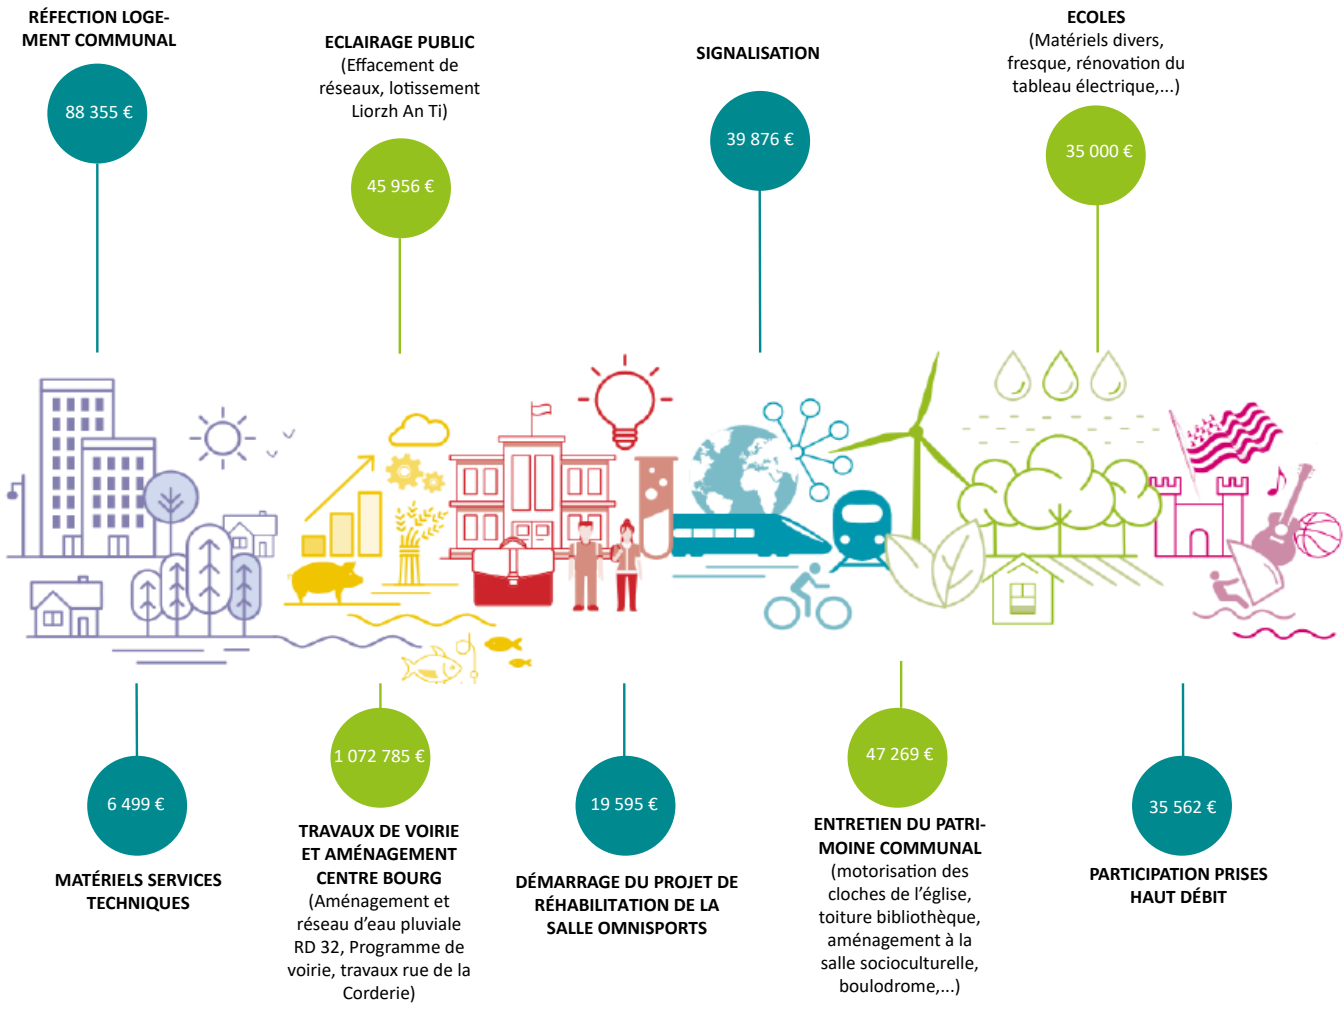 RÉFECTION LOGE-
MENT COMMUNAL
88 355 €
ECLAIRAGE PUBLIC
(Effacement de
réseaux, lotissement
Liorzh An Ti)
45 956 €
SIGNALISATION
39 876 €
ECOLES
(Matériels divers,
fresque, rénovation du
tableau électrique,...)
35 000 €
6 499 €
MATÉRIELS SERVICES
TECHNIQUES
1 072 785 €
TRAVAUX DE VOIRIE
ET AMÉNAGEMENT
CENTRE BOURG
(Aménagement et
réseau d’eau pluviale
RD 32, Programme de
voirie, travaux rue de la
Corderie)
19 595 €
DÉMARRAGE DU PROJET DE
RÉHABILITATION DE LA
SALLE OMNISPORTS
47 269 €
ENTRETIEN DU PATRI-
MOINE COMMUNAL
(motorisation des
cloches de l’église,
toiture bibliothèque,
aménagement à la
salle socioculturelle,
boulodrome,...)
35 562 €
PARTICIPATION PRISES
HAUT DÉBIT